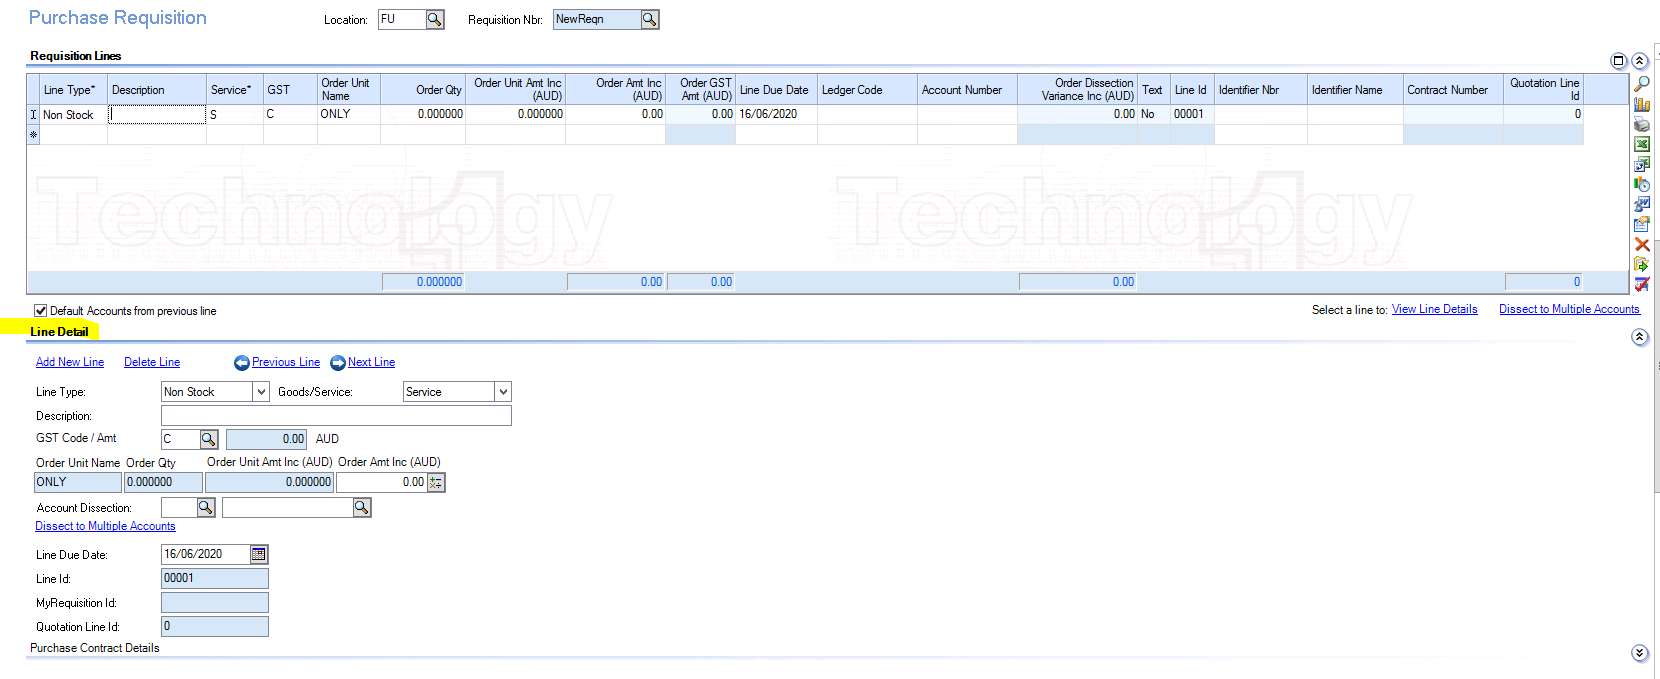 Purchase Requisition
Location: FU Requisition Nbr: NewReqn
Requisition Lines
Line Type* Description Service* GST Order Unit Name Order Qty Order Unit Amt Inc (AUD) Order Amt Inc (AUD) Order GST Amt (AUD) Line Due Date Ledger Code Account Number Order Dissection Variance Inc (AUD) Text Line Id Identifier Nbr Identifier Name Contract Number Quotation Line Id
Non Stock S C ONLY 0.000000 0.000000 0.00 0.00 16/06/2020 0.00 No 00001 0
Technology1 Technology1
0.000000 0.00 0.00 0.00 0
Default Accounts from previous line Select a line to: View Line Details Dissect to Multiple Accounts
Line Detail
Add New Line Delete Line Previous Line Next Line
Line Type: Non Stock Goods/Service: Service
Description:
GST Code / Amt C 0.00 AUD
Order Unit Name Order Qty Order Unit Amt Inc (AUD) Order Amt Inc (AUD)
ONLY 0.000000 0.000000 0.00
Account Dissection:
Dissect to Multiple Accounts
Line Due Date: 16/06/2020
Line Id: 00001
MyRequisition Id:
Quotation Line Id: 0
Purchase Contract Details